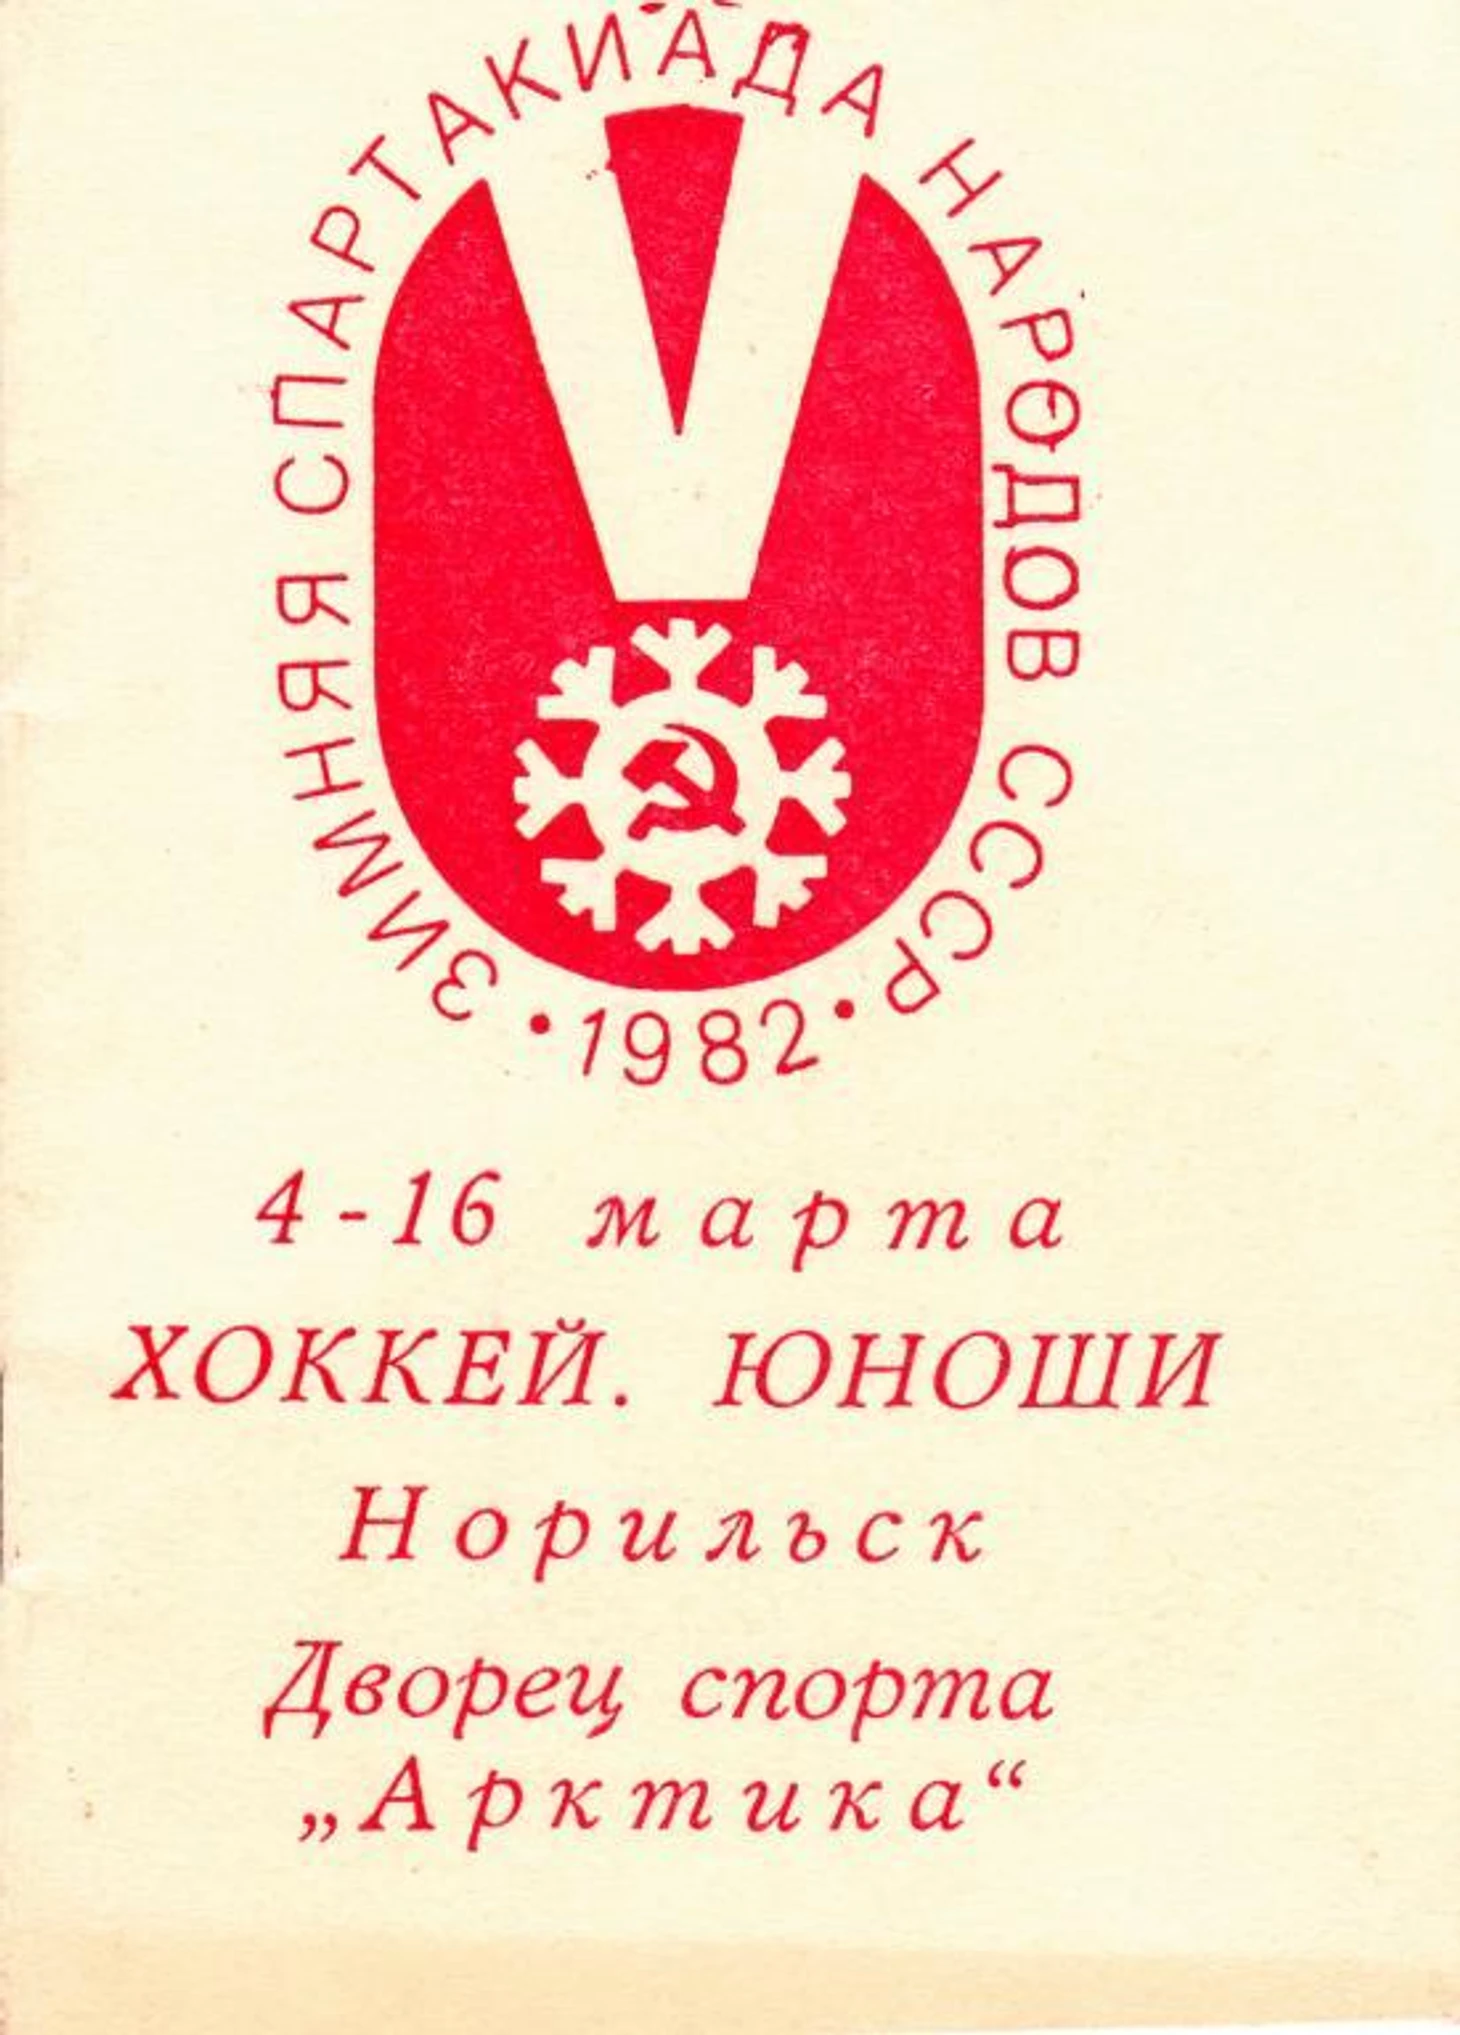 ЗИМНЯЯ СПАРТАКИАДА НАРОДОВ СССР
V
• 1982 •
4-16 марта
ХОККЕЙ. ЮНОШИ
Норильск
Дворец спорта
„Арктика“